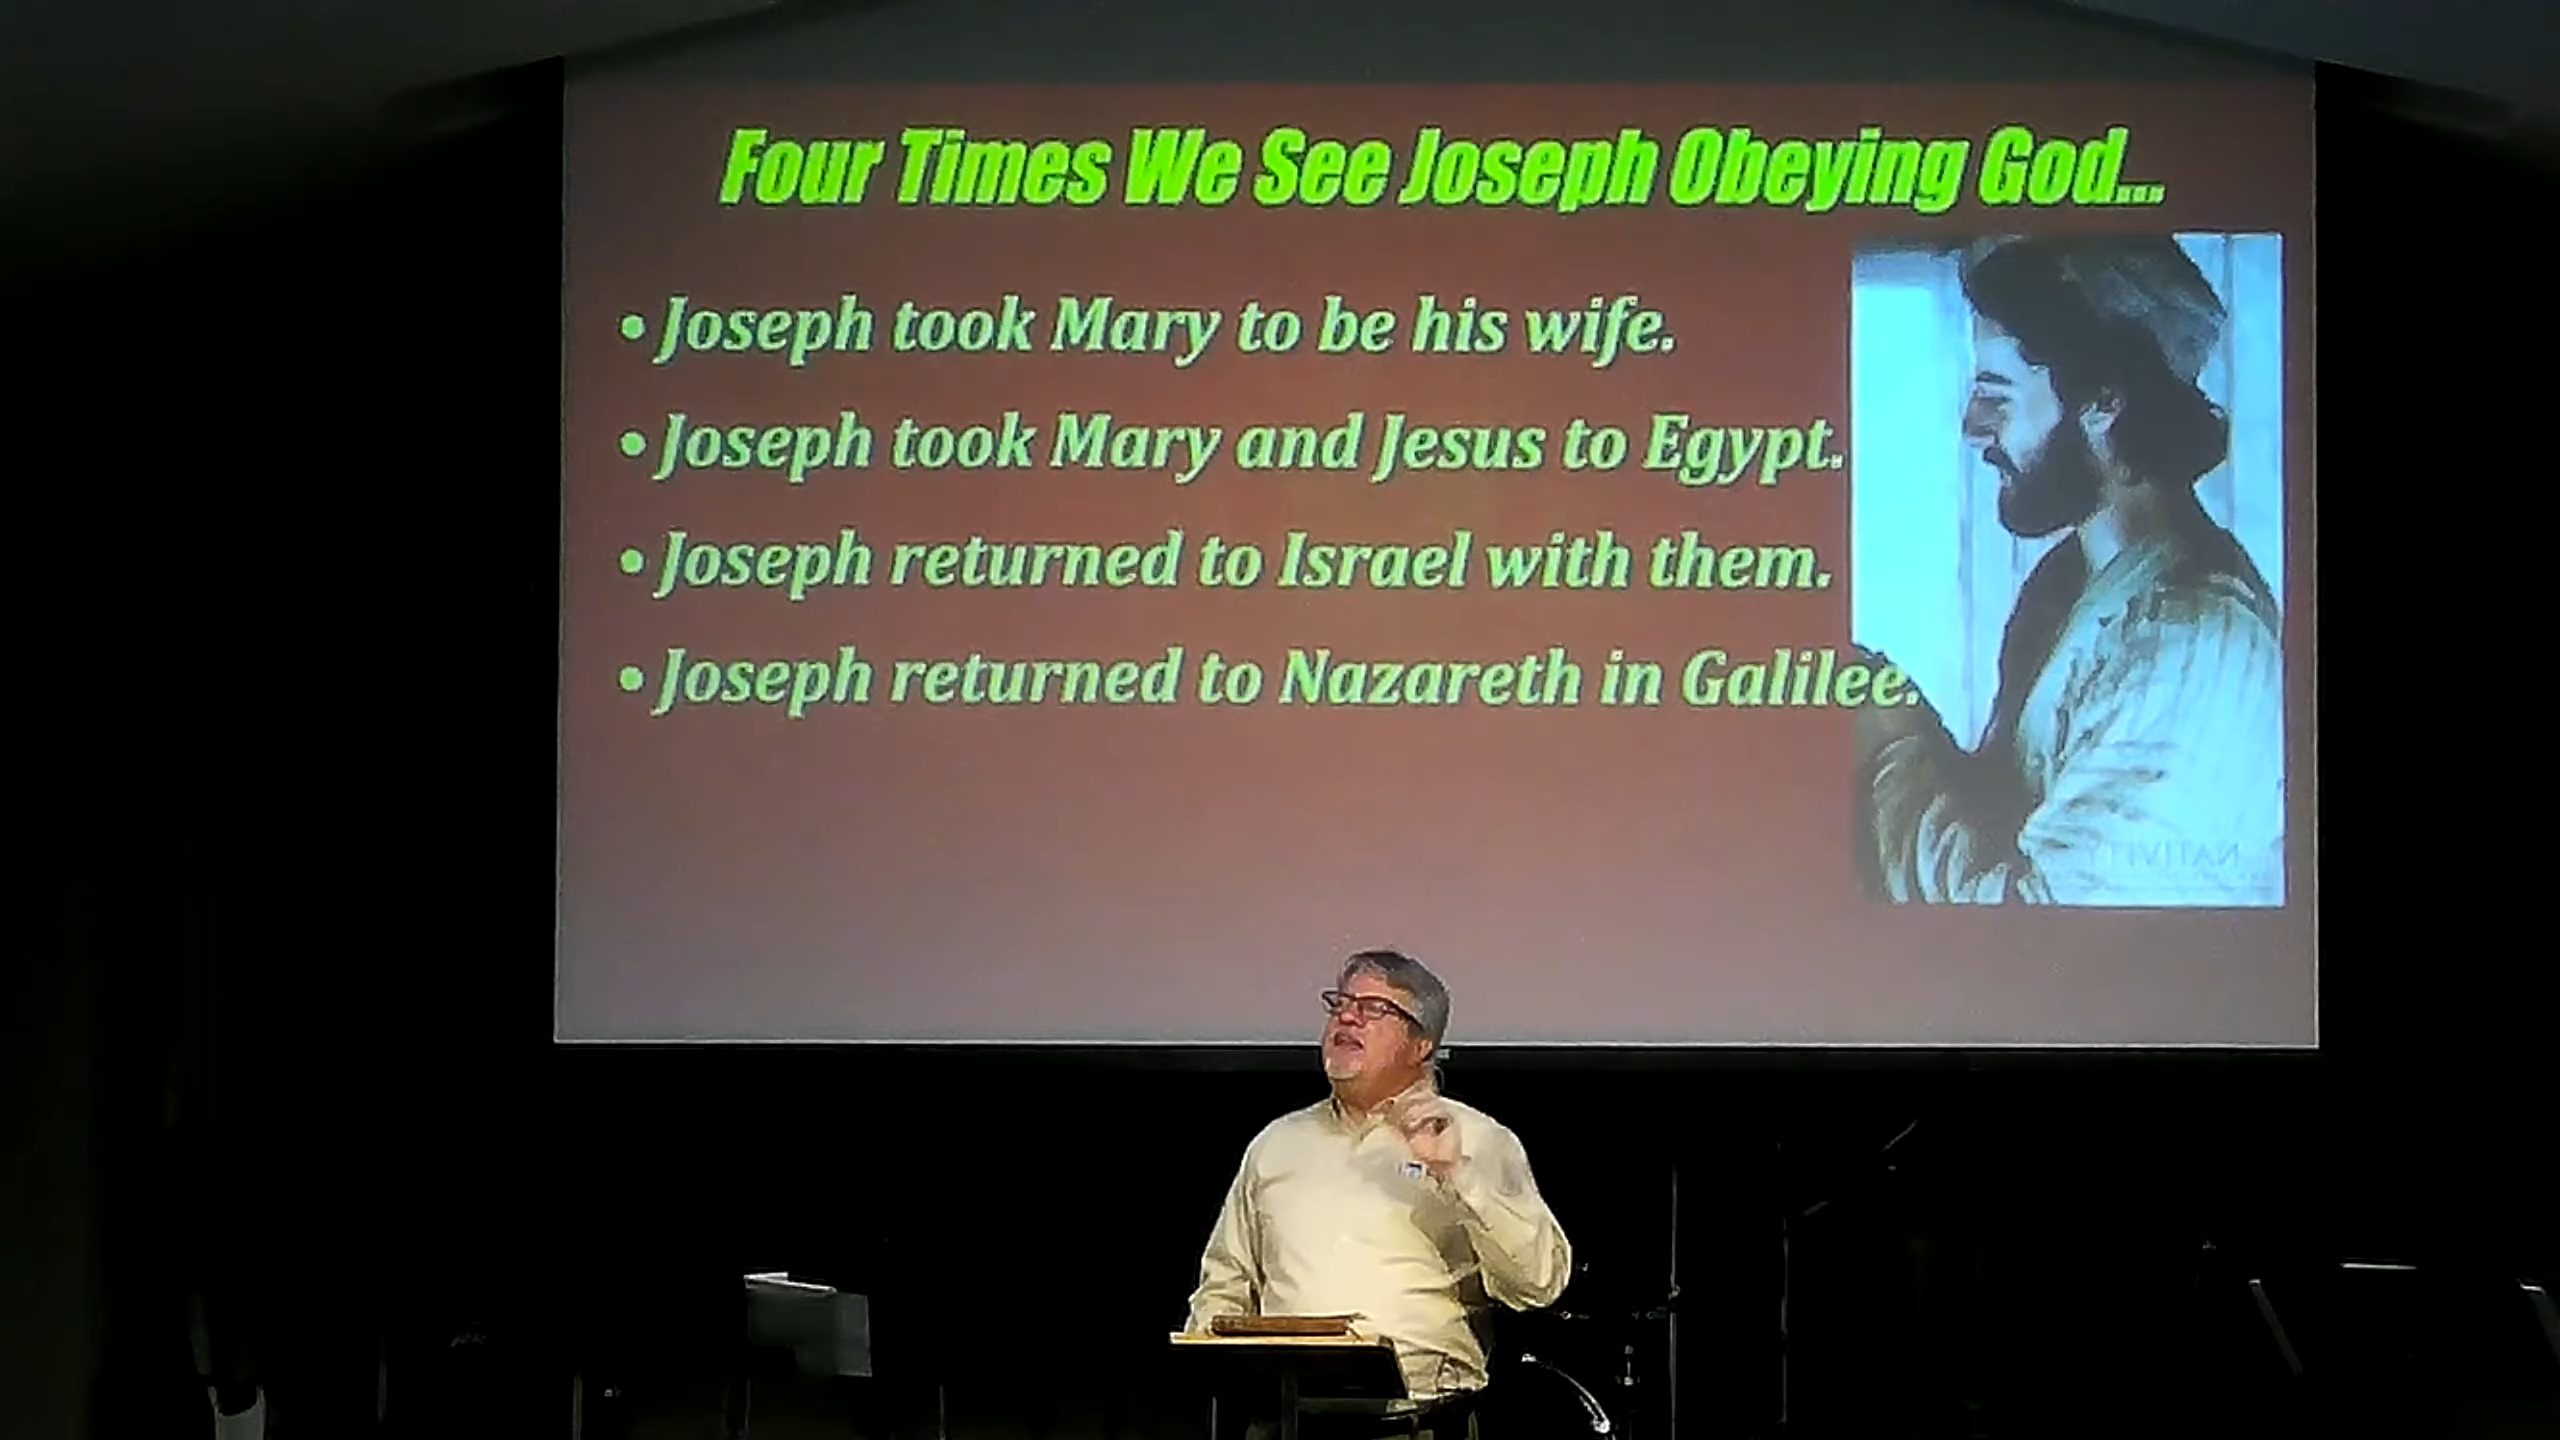 Four Times We See Joseph Obeying God...
• Joseph took Mary to be his wife.
• Joseph took Mary and Jesus to Egypt.
• Joseph returned to Israel with them.
• Joseph returned to Nazareth in Galilee.
NATIVITY